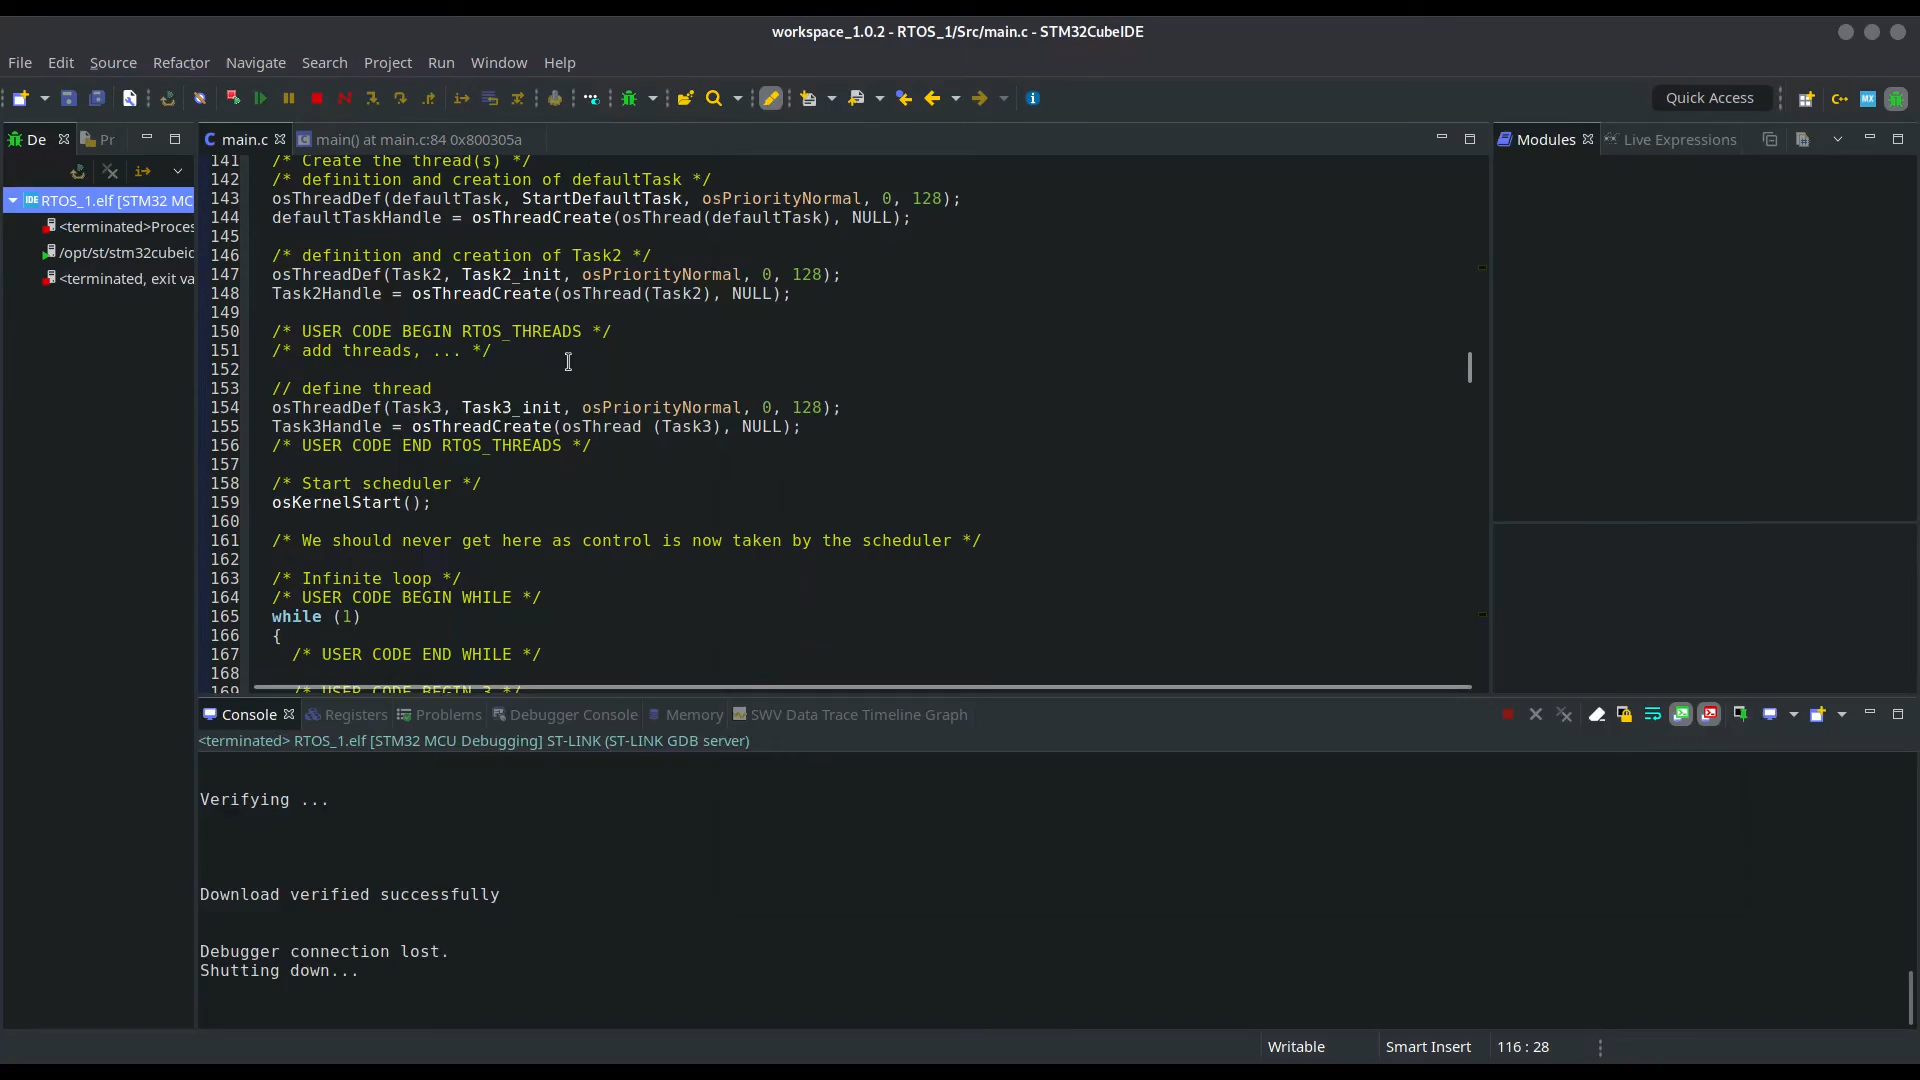 workspace_1.0.2 - RTOS_1/Src/main.c - STM32CubeIDE
File Edit Source Refactor Navigate Search Project Run Window Help
Quick Access
De
Pr
main.c
main() at main.c:84 0x800305a
Modules
Live Expressions
IDE RTOS_1.elf [STM32 MC
<terminated>Proces
/opt/st/stm32cubeid
<terminated, exit va
141 /* Create the thread(s) */
142 /* definition and creation of defaultTask */
143 osThreadDef(defaultTask, StartDefaultTask, osPriorityNormal, 0, 128);
144 defaultTaskHandle = osThreadCreate(osThread(defaultTask), NULL);
145
146 /* definition and creation of Task2 */
147 osThreadDef(Task2, Task2_init, osPriorityNormal, 0, 128);
148 Task2Handle = osThreadCreate(osThread(Task2), NULL);
149
150 /* USER CODE BEGIN RTOS_THREADS */
151 /* add threads, ... */
152
153 // define thread
154 osThreadDef(Task3, Task3_init, osPriorityNormal, 0, 128);
155 Task3Handle = osThreadCreate(osThread (Task3), NULL);
156 /* USER CODE END RTOS_THREADS */
157
158 /* Start scheduler */
159 osKernelStart();
160
161 /* We should never get here as control is now taken by the scheduler */
162
163 /* Infinite loop */
164 /* USER CODE BEGIN WHILE */
165 while (1)
166 {
167 /* USER CODE END WHILE */
168
169 /* USER CODE BEGIN 3 */
Console
Registers
Problems
Debugger Console
Memory
SWV Data Trace Timeline Graph
<terminated> RTOS_1.elf [STM32 MCU Debugging] ST-LINK (ST-LINK GDB server)
Verifying ...
Download verified successfully
Debugger connection lost.
Shutting down...
Writable
Smart Insert
116 : 28